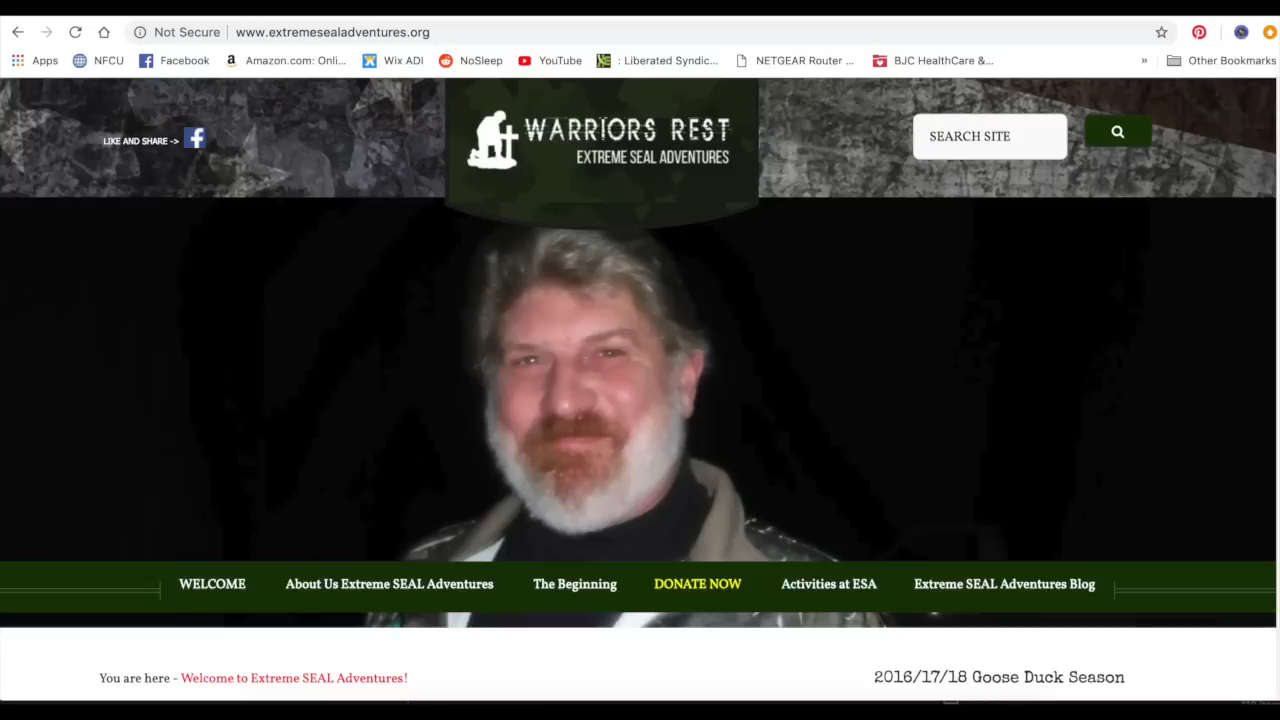 Not Secure
www.extremesealadventures.org
Apps
NFCU
Facebook
Amazon.com: Onli...
Wix ADI
NoSleep
YouTube
: Liberated Syndic...
NETGEAR Router ...
BJC HealthCare &...
»
Other Bookmarks
LIKE AND SHARE ->
WARRIORS REST
EXTREME SEAL ADVENTURES
SEARCH SITE
WELCOME
About Us Extreme SEAL Adventures
The Beginning
DONATE NOW
Activities at ESA
Extreme SEAL Adventures Blog
You are here - Welcome to Extreme SEAL Adventures!
2016/17/18 Goose Duck Season